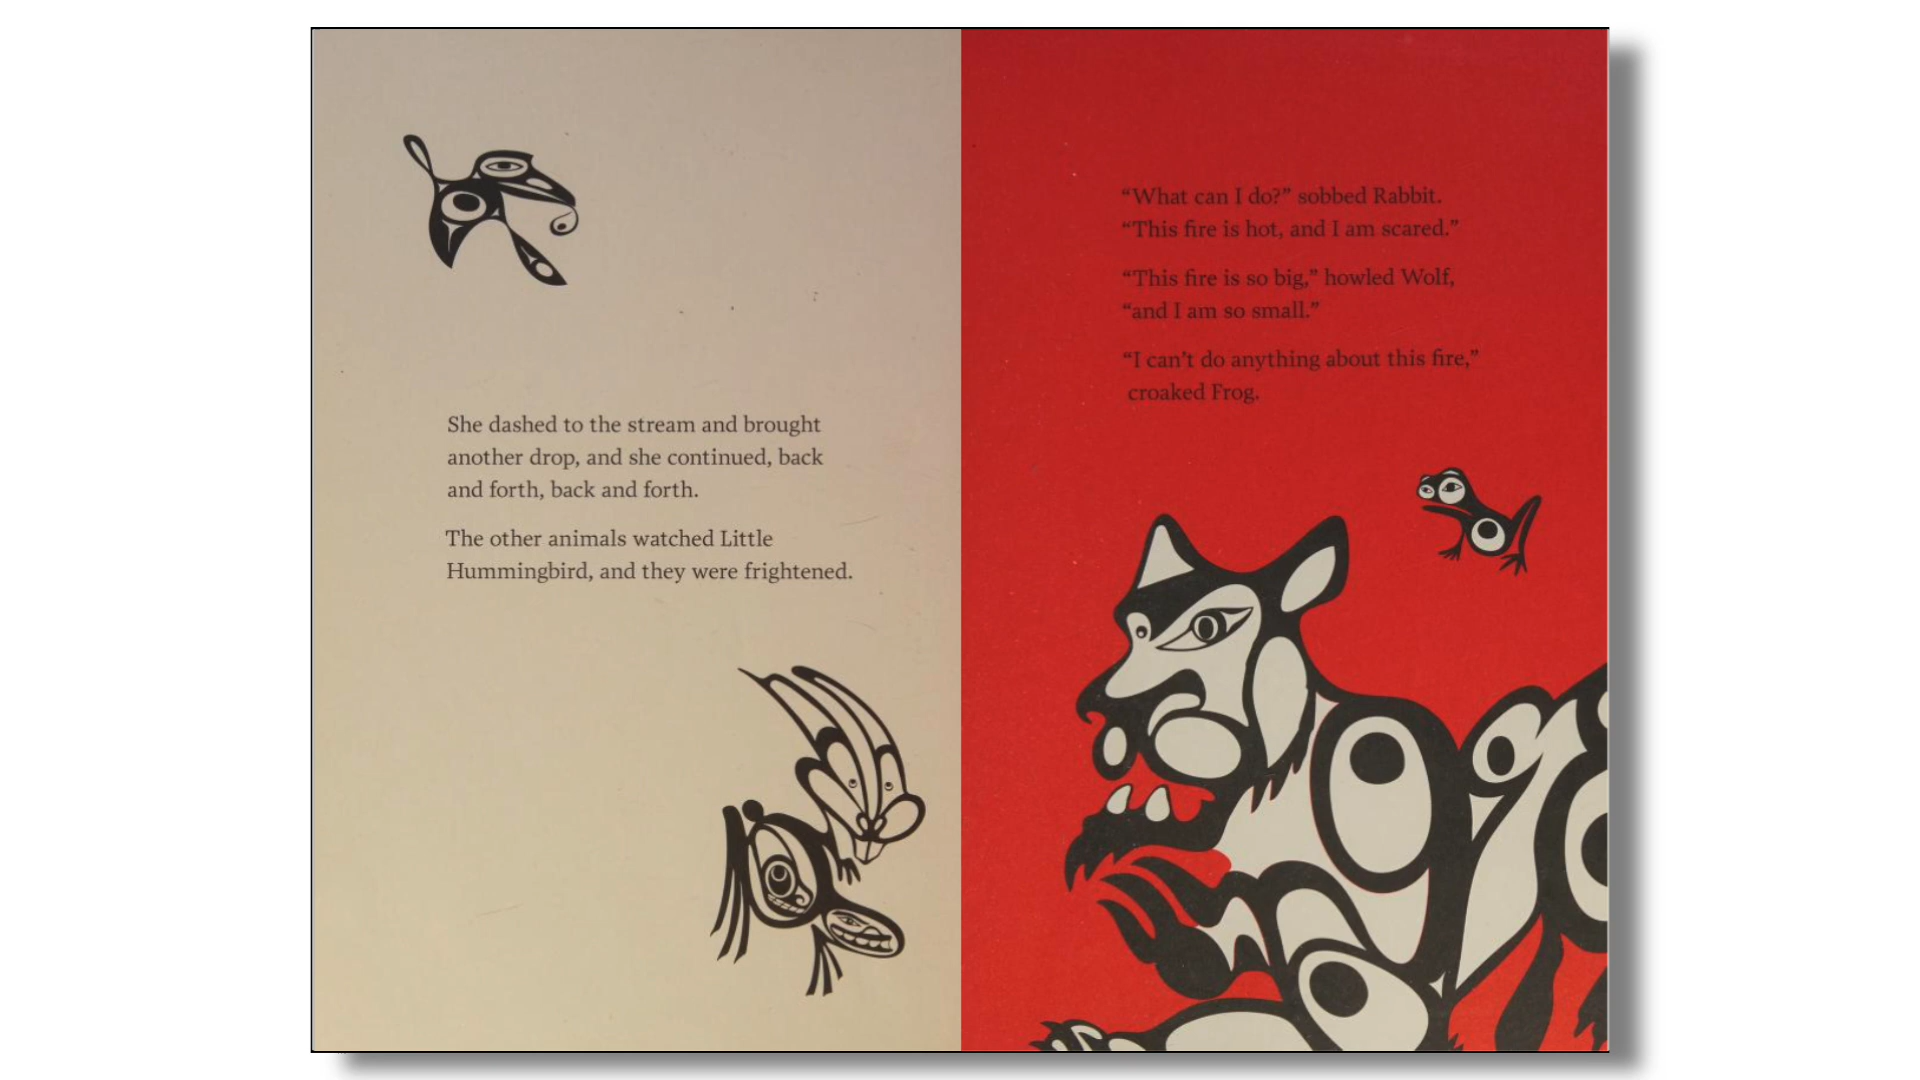 She dashed to the stream and brought
another drop, and she continued, back
and forth, back and forth.
The other animals watched Little
Hummingbird, and they were frightened.
“What can I do?” sobbed Rabbit.
“This fire is hot, and I am scared.”
“This fire is so big,” howled Wolf,
“and I am so small.”
“I can’t do anything about this fire,”
croaked Frog.